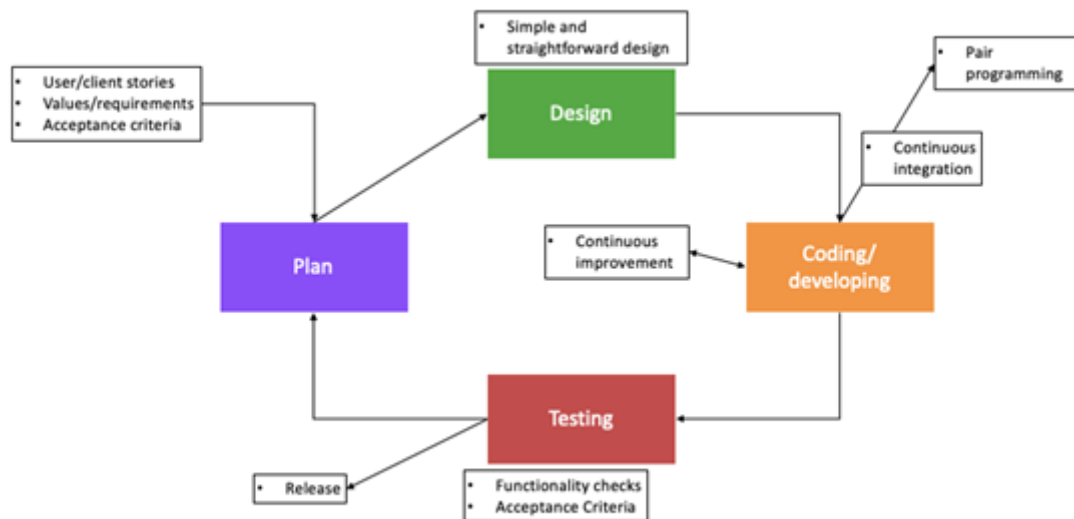 • Simple and
straightforward design
• Pair
programming
• User/client stories
• Values/requirements
• Acceptance criteria
Design
• Continuous
integration
Plan
• Continuous
improvement
Coding/
developing
Testing
• Release
• Functionality checks
• Acceptance Criteria